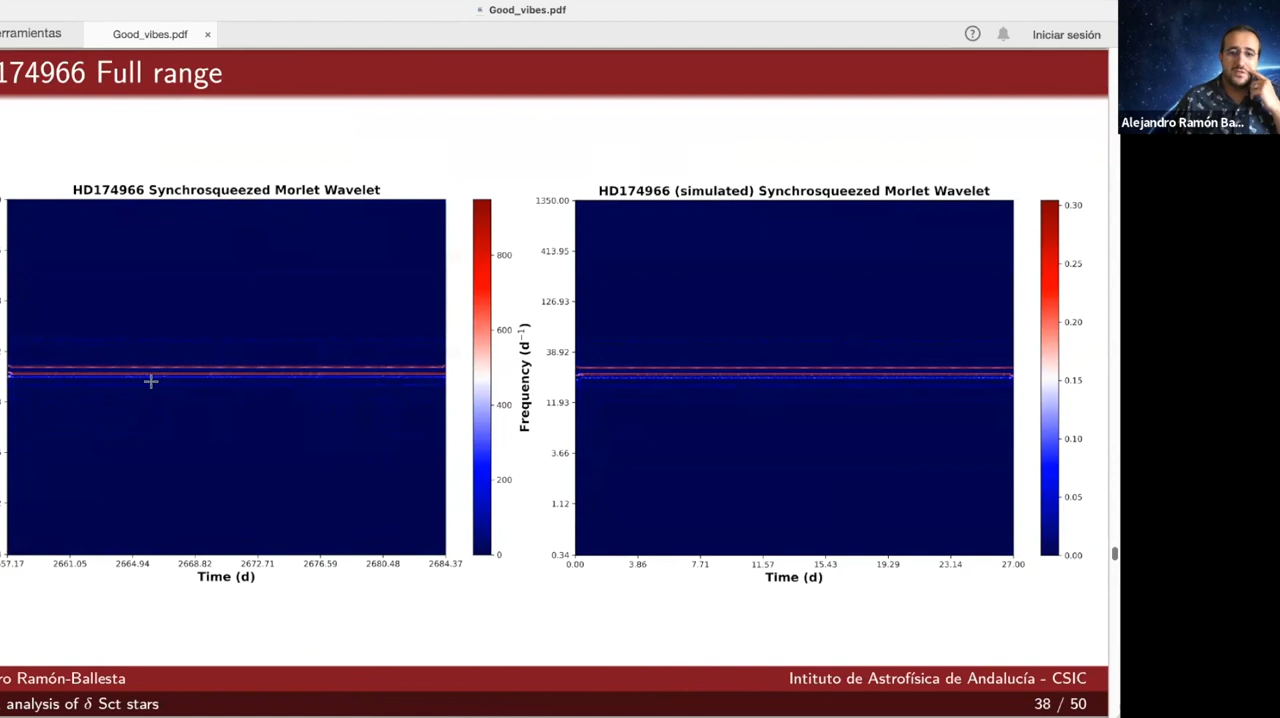 Good_vibes.pdf
erramientas
Good_vibes.pdf ×
? Iniciar sesión
174966 Full range
Alejandro Ramón Ba...
HD174966 Synchrosqueezed Morlet Wavelet
800
600
400
200
0
57.17 2661.05 2664.94 2668.82 2672.71 2676.59 2680.48 2684.37
Time (d)
HD174966 (simulated) Synchrosqueezed Morlet Wavelet
Frequency (d⁻¹)
1350.00
413.95
126.93
38.92
11.93
3.66
1.12
0.34
0.00 3.86 7.71 11.57 15.43 19.29 23.14 27.00
Time (d)
0.30
0.25
0.20
0.15
0.10
0.05
0.00
ro Ramón-Ballesta
Intituto de Astrofísica de Andalucía - CSIC
analysis of δ Sct stars
38 / 50